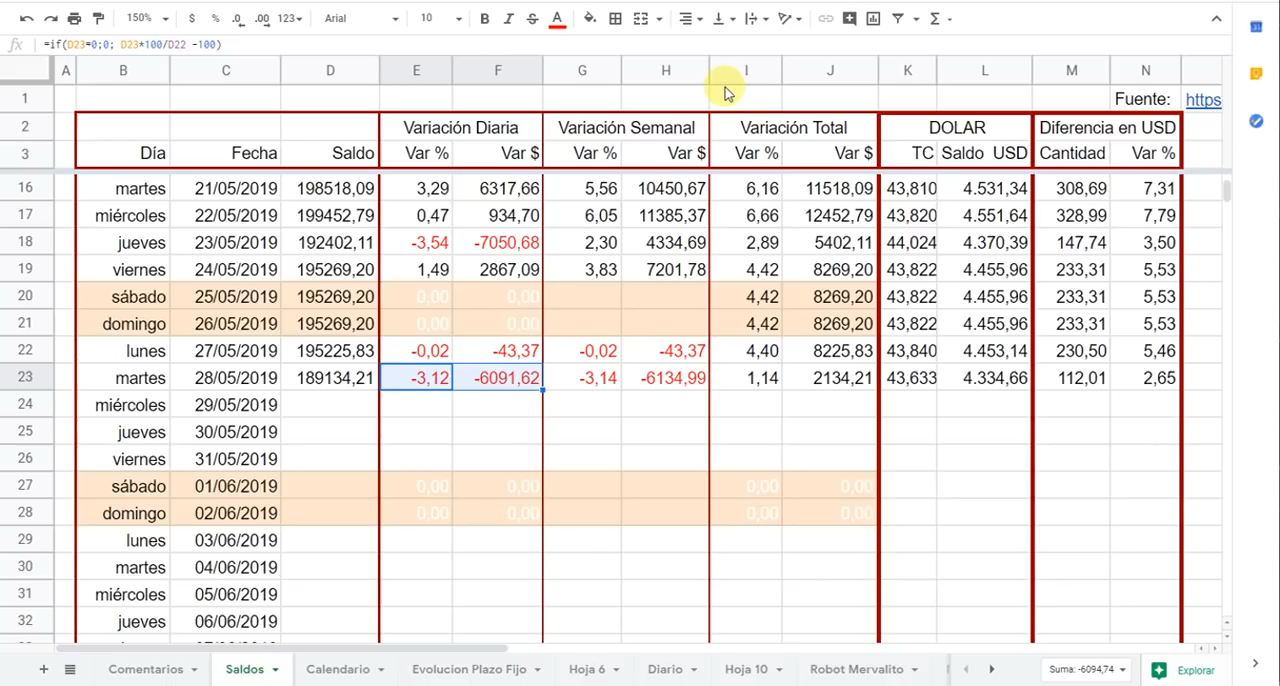 150% $ % .0 .00 123 Arial 10 B I S A Σ
fx =if(D23=0;0; D23*100/D22 -100)
A B C D E F G H I J K L M N
1 Fuente: https
2 Variación Diaria Variación Semanal Variación Total DOLAR Diferencia en USD
3 Día Fecha Saldo Var % Var $ Var % Var $ Var % Var $ TC Saldo USD Cantidad Var %
16 martes 21/05/2019 198518,09 3,29 6317,66 5,56 10450,67 6,16 11518,09 43,810 4.531,34 308,69 7,31
17 miércoles 22/05/2019 199452,79 0,47 934,70 6,05 11385,37 6,66 12452,79 43,820 4.551,64 328,99 7,79
18 jueves 23/05/2019 192402,11 -3,54 -7050,68 2,30 4334,69 2,89 5402,11 44,024 4.370,39 147,74 3,50
19 viernes 24/05/2019 195269,20 1,49 2867,09 3,83 7201,78 4,42 8269,20 43,822 4.455,96 233,31 5,53
20 sábado 25/05/2019 195269,20 0,00 0,00 4,42 8269,20 43,822 4.455,96 233,31 5,53
21 domingo 26/05/2019 195269,20 0,00 0,00 4,42 8269,20 43,822 4.455,96 233,31 5,53
22 lunes 27/05/2019 195225,83 -0,02 -43,37 -0,02 -43,37 4,40 8225,83 43,840 4.453,14 230,50 5,46
23 martes 28/05/2019 189134,21 -3,12 -6091,62 -3,14 -6134,99 1,14 2134,21 43,633 4.334,66 112,01 2,65
24 miércoles 29/05/2019
25 jueves 30/05/2019
26 viernes 31/05/2019
27 sábado 01/06/2019 0,00 0,00 0,00 0,00
28 domingo 02/06/2019 0,00 0,00 0,00 0,00
29 lunes 03/06/2019
30 martes 04/06/2019
31 miércoles 05/06/2019
32 jueves 06/06/2019
Comentarios Saldos Calendario Evolucion Plazo Fijo Hoja 6 Diario Hoja 10 Robot Mervalito Suma: -6094,74 Explorar